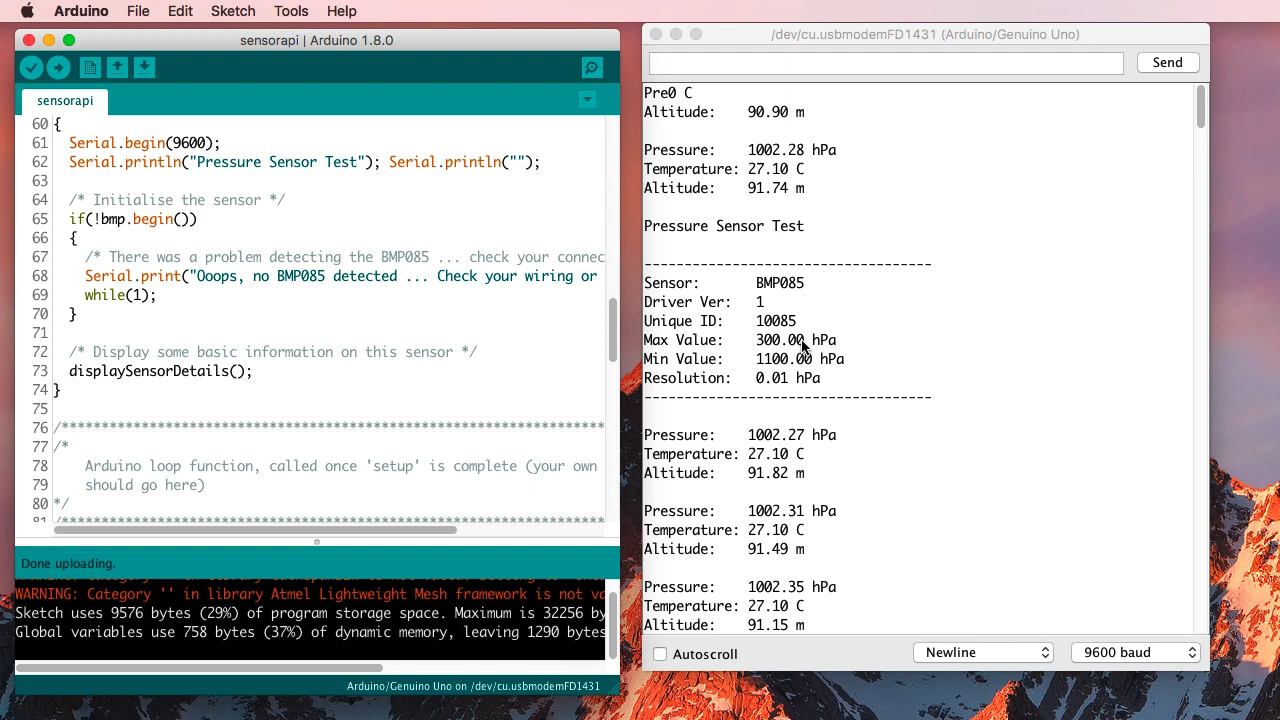 Arduino File Edit Sketch Tools Help
sensorapi | Arduino 1.8.0
sensorapi
60 {
61 Serial.begin(9600);
62 Serial.println("Pressure Sensor Test"); Serial.println("");
63
64 /* Initialise the sensor */
65 if(!bmp.begin())
66 {
67 /* There was a problem detecting the BMP085 ... check your connec
68 Serial.print("Ooops, no BMP085 detected ... Check your wiring or
69 while(1);
70 }
71
72 /* Display some basic information on this sensor */
73 displaySensorDetails();
74 }
75
76 /********************************************************************
77 /*
78 Arduino loop function, called once 'setup' is complete (your own
79 should go here)
80 */
81 /********************************************************************
Done uploading.
WARNING: Category '' in library Atmel Lightweight Mesh framework is not va
Sketch uses 9576 bytes (29%) of program storage space. Maximum is 32256 by
Global variables use 758 bytes (37%) of dynamic memory, leaving 1290 bytes
Arduino/Genuino Uno on /dev/cu.usbmodemFD1431
/dev/cu.usbmodemFD1431 (Arduino/Genuino Uno)
Send
Pre0 C
Altitude: 90.90 m
Pressure: 1002.28 hPa
Temperature: 27.10 C
Altitude: 91.74 m
Pressure Sensor Test
------------------------------------
Sensor: BMP085
Driver Ver: 1
Unique ID: 10085
Max Value: 300.00 hPa
Min Value: 1100.00 hPa
Resolution: 0.01 hPa
------------------------------------
Pressure: 1002.27 hPa
Temperature: 27.10 C
Altitude: 91.82 m
Pressure: 1002.31 hPa
Temperature: 27.10 C
Altitude: 91.49 m
Pressure: 1002.35 hPa
Temperature: 27.10 C
Altitude: 91.15 m
Autoscroll
Newline
9600 baud